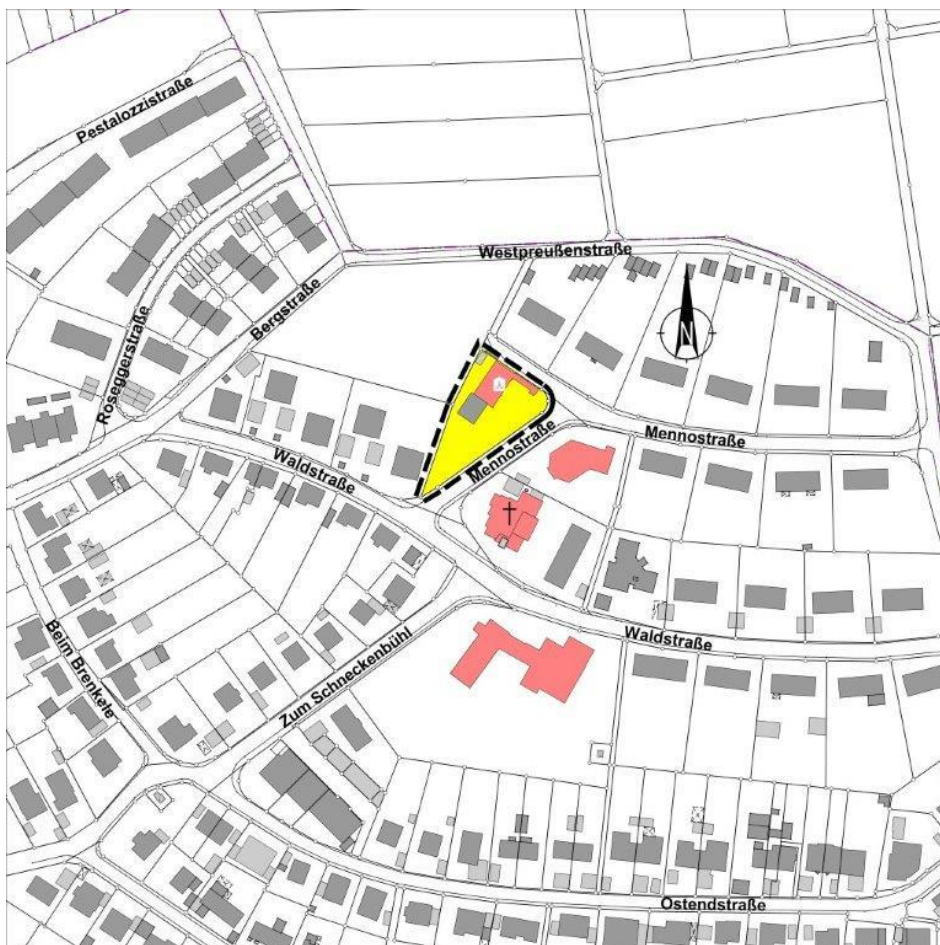 Pestalozzistraße
Westpreußenstraße
Bergstraße
Roseggerstraße
N
Mennostraße
Mennostraße
Waldstraße
Beim Brenkele
Zum Schneckenbühl
Waldstraße
Ostendstraße